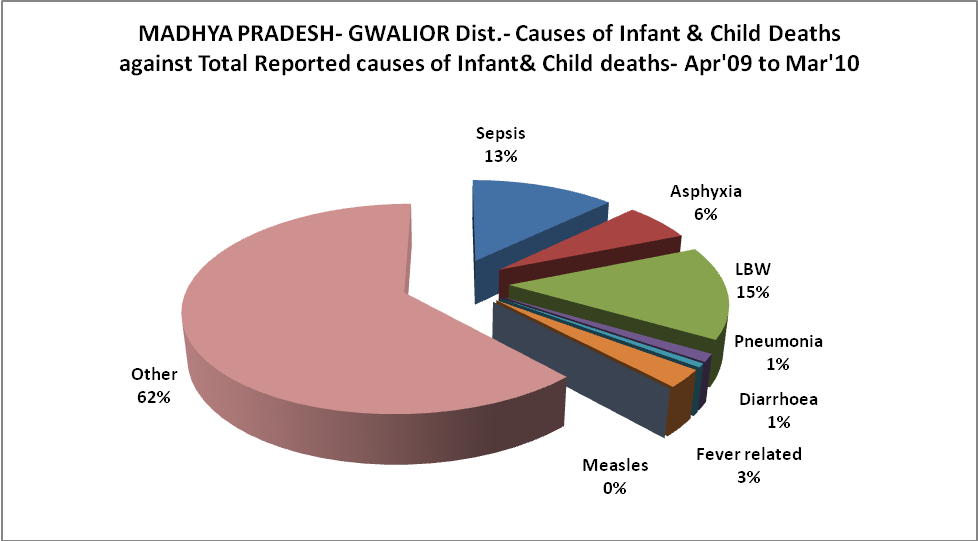 MADHYA PRADESH- GWALIOR Dist.- Causes of Infant & Child Deaths
against Total Reported causes of Infant& Child deaths- Apr'09 to Mar'10
Sepsis
13%
Asphyxia
6%
LBW
15%
Pneumonia
1%
Diarrhoea
1%
Fever related
3%
Measles
0%
Other
62%